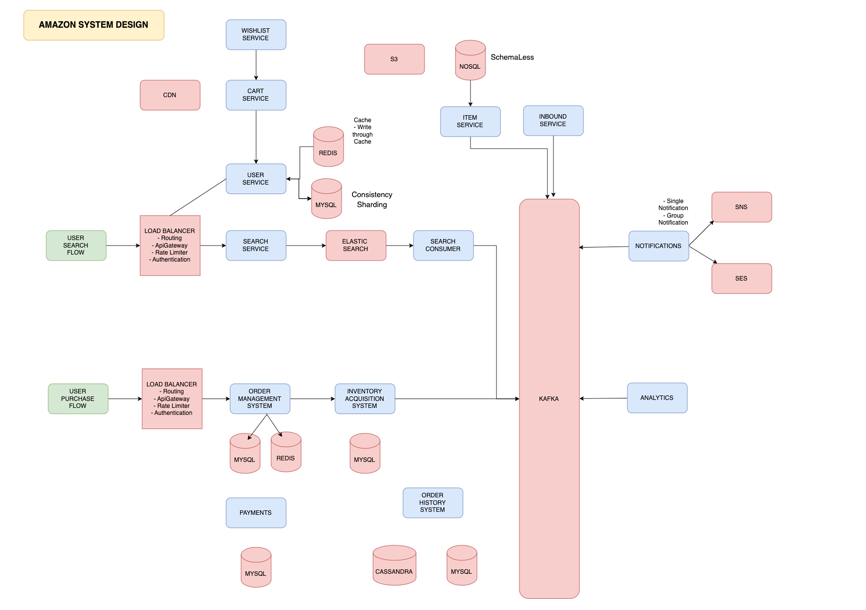 AMAZON SYSTEM DESIGN
WISHLIST
SERVICE
S3
NOSQL
SchemaLess
CDN
CART
SERVICE
ITEM
SERVICE
INBOUND
SERVICE
Cache
- Write
through
Cache
REDIS
USER
SERVICE
MYSQL
Consistency
Sharding
- Single
Notification
- Group
Notification
SNS
USER
SEARCH
FLOW
LOAD BALANCER
- Routing
- ApiGateway
- Rate Limiter
- Authentication
SEARCH
SERVICE
ELASTIC
SEARCH
SEARCH
CONSUMER
NOTIFICATIONS
SES
USER
PURCHASE
FLOW
LOAD BALANCER
- Routing
- ApiGateway
- Rate Limiter
- Authentication
ORDER
MANAGEMENT
SYSTEM
INVENTORY
ACQUISITION
SYSTEM
KAFKA
ANALYTICS
MYSQL
REDIS
MYSQL
PAYMENTS
ORDER
HISTORY
SYSTEM
MYSQL
CASSANDRA
MYSQL